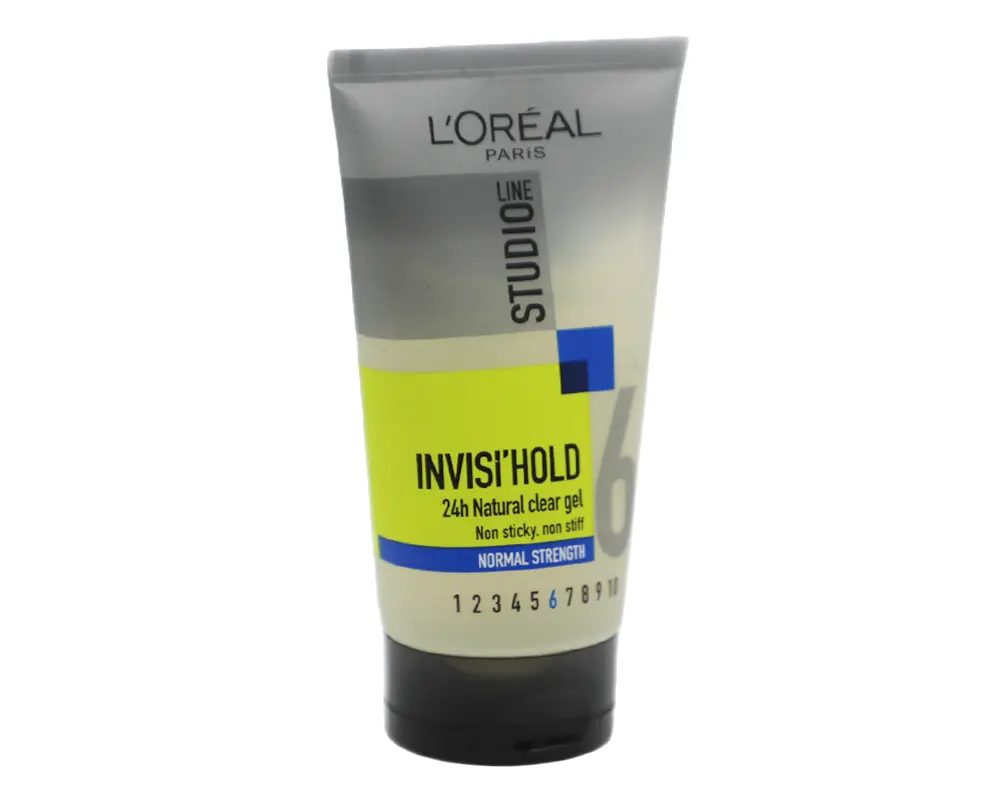 L'ORÉAL
PARiS
STUDIO LINE
6
INVISI'HOLD
24h Natural clear gel
Non sticky, non stiff
NORMAL STRENGTH
1 2 3 4 5 6 7 8 9 10